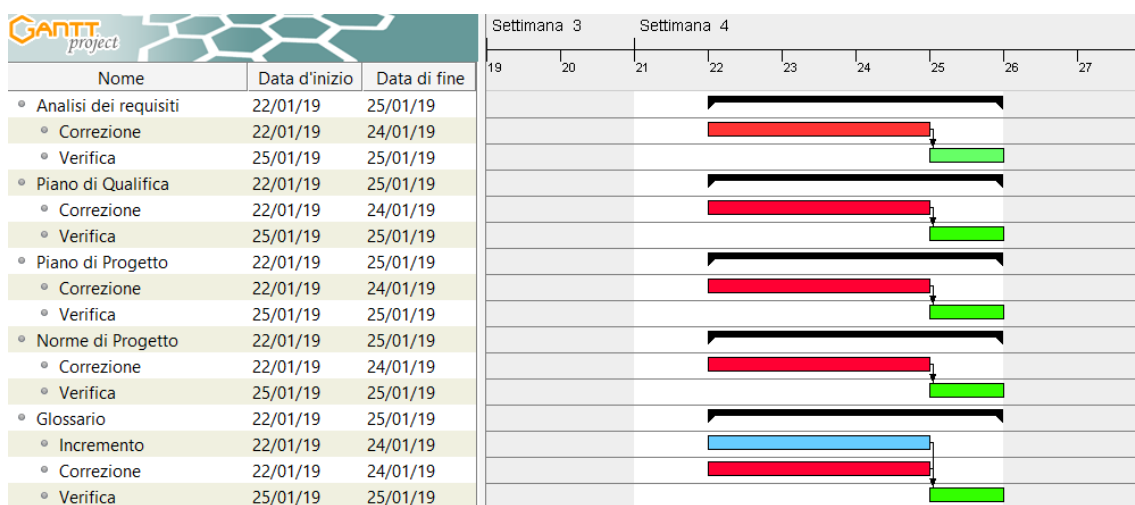 GANTT project
Settimana 3 Settimana 4
19 20 21 22 23 24 25 26 27
Nome Data d'inizio Data di fine
Analisi dei requisiti 22/01/19 25/01/19
Correzione 22/01/19 24/01/19
Verifica 25/01/19 25/01/19
Piano di Qualifica 22/01/19 25/01/19
Correzione 22/01/19 24/01/19
Verifica 25/01/19 25/01/19
Piano di Progetto 22/01/19 25/01/19
Correzione 22/01/19 24/01/19
Verifica 25/01/19 25/01/19
Norme di Progetto 22/01/19 25/01/19
Correzione 22/01/19 24/01/19
Verifica 25/01/19 25/01/19
Glossario 22/01/19 25/01/19
Incremento 22/01/19 24/01/19
Correzione 22/01/19 24/01/19
Verifica 25/01/19 25/01/19